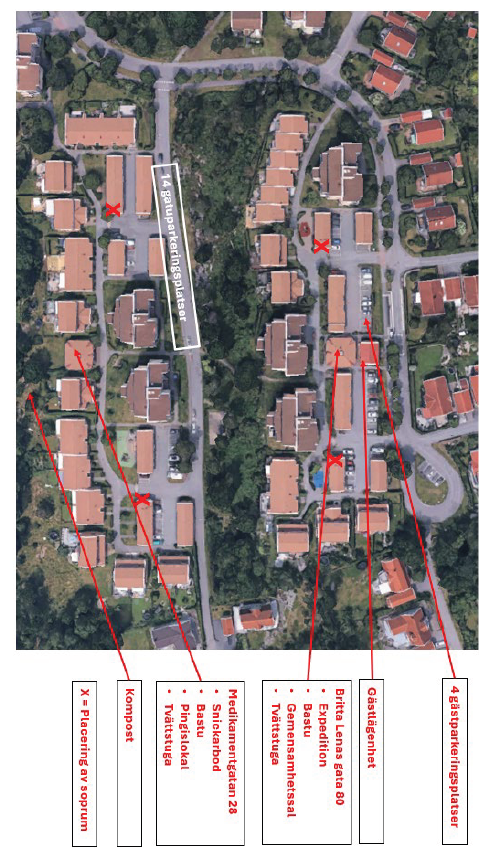 14 gatuparkeringsplatser
4 gästparkeringsplatser
Gästlägenhet
Britta Lenas gata 80
• Expedition
• Bastu
• Gemensamhetssal
• Tvättstuga
Medikamentgatan 28
• Snickarbod
• Bastu
• Pingislokal
• Tvättstuga
Kompost
X = Placering av soprum